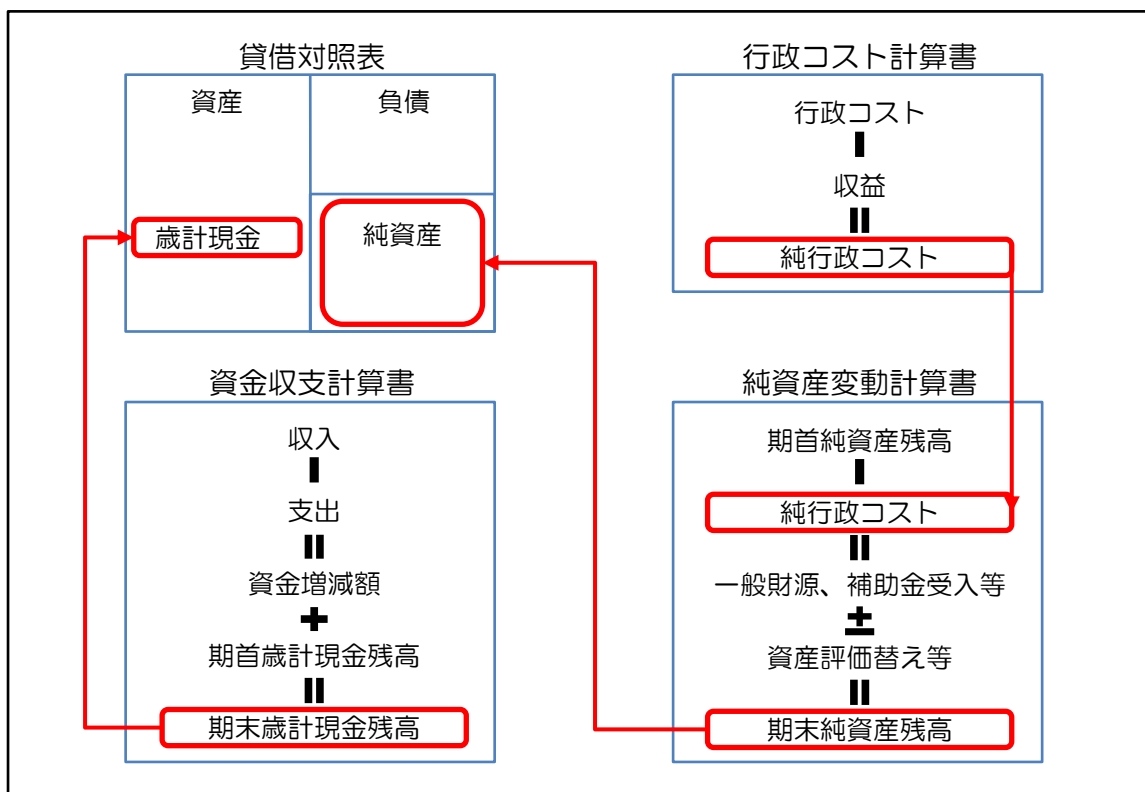 貸借対照表
資産
負債
歳計現金
純資産
行政コスト計算書
行政コスト
収益
純行政コスト
資金収支計算書
収入
支出
資金増減額
期首歳計現金残高
期末歳計現金残高
純資産変動計算書
期首純資産残高
純行政コスト
一般財源、補助金受入等
±
資産評価替え等
期末純資産残高